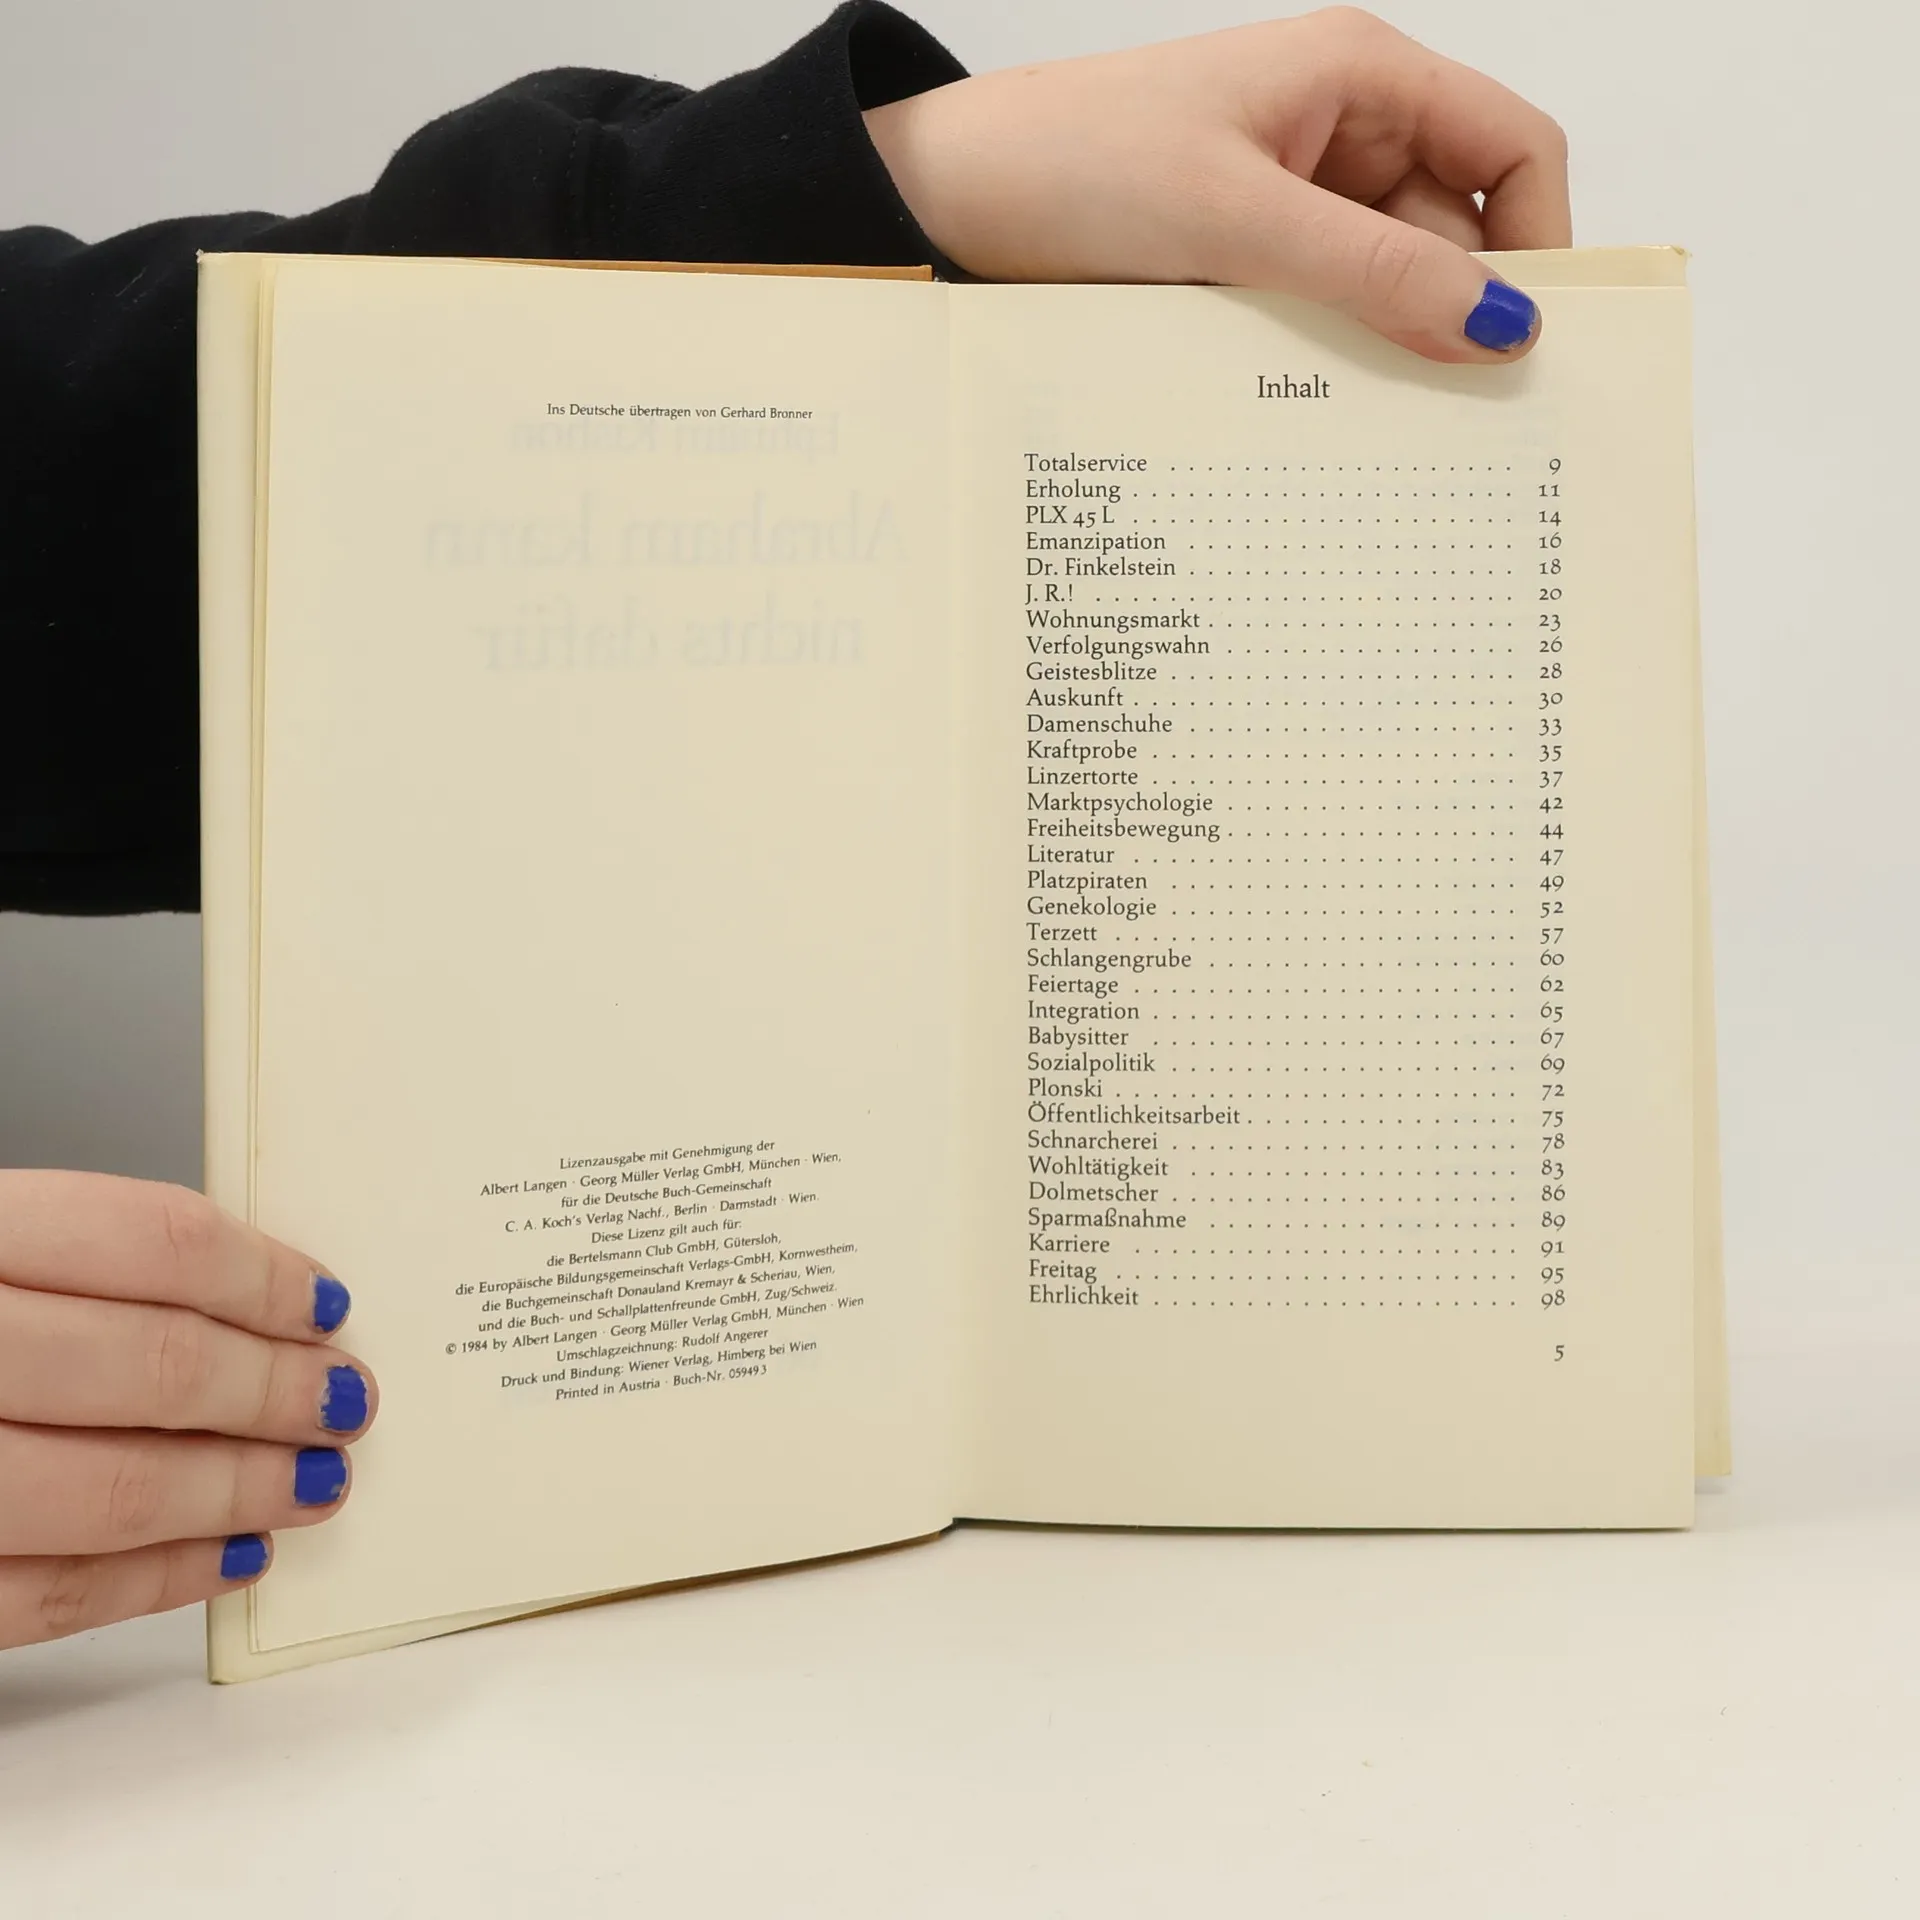 Ins Deutsche übertragen von Gerhard Bronner
Ephraim Kishon
Abraham kann
nichts dafür
Lizenzausgabe mit Genehmigung der
Albert Langen · Georg Müller Verlag GmbH, München · Wien,
für die Deutsche Buch-Gemeinschaft
C. A. Koch's Verlag Nachf., Berlin · Darmstadt · Wien.
Diese Lizenz gilt auch für:
die Bertelsmann Club GmbH, Gütersloh,
die Europäische Bildungsgemeinschaft Verlags-GmbH, Kornwestheim,
die Buchgemeinschaft Donauland Kremayr & Scheriau, Wien,
und die Buch- und Schallplattenfreunde GmbH, Zug/Schweiz.
© 1984 by Albert Langen · Georg Müller Verlag GmbH, München · Wien
Umschlagzeichnung: Rudolf Angerer
Druck und Bindung: Wiener Verlag, Himberg bei Wien
Printed in Austria · Buch-Nr. 05949 3
Inhalt
Totalservice . . . . . . . . . . . . . . . . . . . 9
Erholung . . . . . . . . . . . . . . . . . . . . . 11
PLX 45 L . . . . . . . . . . . . . . . . . . . . . 14
Emanzipation . . . . . . . . . . . . . . . . . . 16
Dr. Finkelstein . . . . . . . . . . . . . . . . . . 18
J. R.! . . . . . . . . . . . . . . . . . . . . . . . 20
Wohnungsmarkt . . . . . . . . . . . . . . . . . 23
Verfolgungswahn . . . . . . . . . . . . . . . . 26
Geistesblitze . . . . . . . . . . . . . . . . . . . 28
Auskunft . . . . . . . . . . . . . . . . . . . . . 30
Damenschuhe . . . . . . . . . . . . . . . . . . 33
Kraftprobe . . . . . . . . . . . . . . . . . . . . 35
Linzertorte . . . . . . . . . . . . . . . . . . . . 37
Marktpsychologie . . . . . . . . . . . . . . . . 42
Freiheitsbewegung . . . . . . . . . . . . . . . . 44
Literatur . . . . . . . . . . . . . . . . . . . . . 47
Platzpiraten . . . . . . . . . . . . . . . . . . . 49
Genekologie . . . . . . . . . . . . . . . . . . . 52
Terzett . . . . . . . . . . . . . . . . . . . . . . 57
Schlangengrube . . . . . . . . . . . . . . . . . 60
Feiertage . . . . . . . . . . . . . . . . . . . . . 62
Integration . . . . . . . . . . . . . . . . . . . . 65
Babysitter . . . . . . . . . . . . . . . . . . . . 67
Sozialpolitik . . . . . . . . . . . . . . . . . . . 69
Plonski . . . . . . . . . . . . . . . . . . . . . . 72
Öffentlichkeitsarbeit . . . . . . . . . . . . . . . 75
Schnarcherei . . . . . . . . . . . . . . . . . . . 78
Wohltätigkeit . . . . . . . . . . . . . . . . . . 83
Dolmetscher . . . . . . . . . . . . . . . . . . . 86
Sparmaßnahme . . . . . . . . . . . . . . . . . 89
Karriere . . . . . . . . . . . . . . . . . . . . . 91
Freitag . . . . . . . . . . . . . . . . . . . . . . 95
Ehrlichkeit . . . . . . . . . . . . . . . . . . . . 98
5